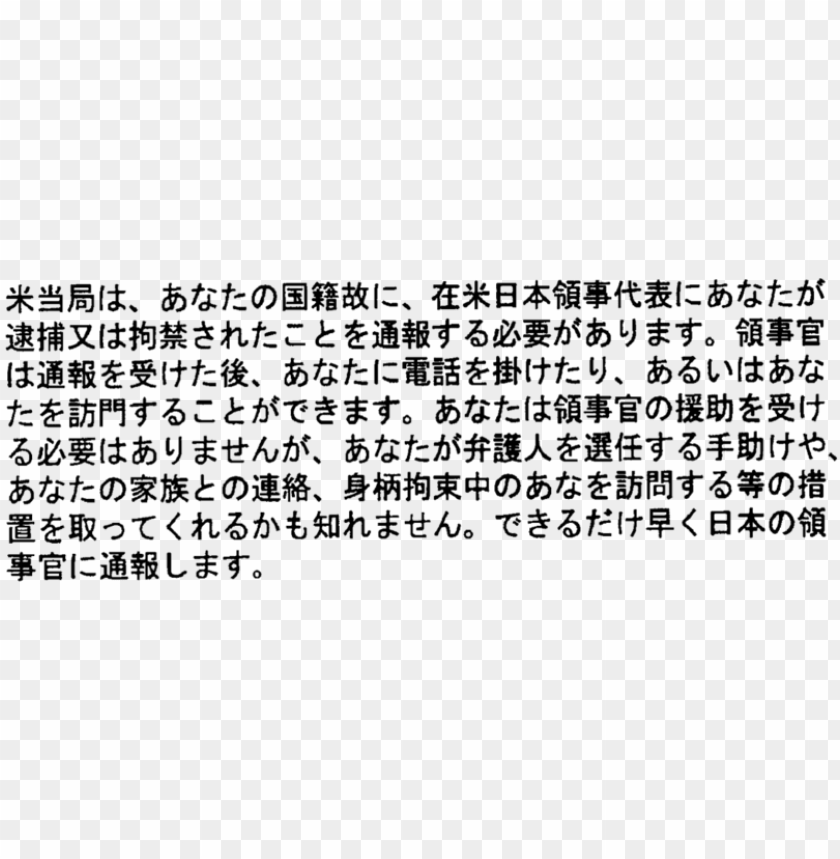 米当局は、あなたの国籍故に、在米日本領事代表にあなたが
逮捕又は拘禁されたことを通報する必要があります。領事官
は通報を受けた後、あなたに電話を掛けたり、あるいはあな
たを訪門することができます。あなたは領事官の援助を受け
る必要はありませんが、あなたが弁護人を選任する手助けや、
あなたの家族との連絡、身柄拘束中のあなを訪問する等の措
置を取ってくれるかも知れません。できるだけ早く日本の領
事官に通報します。